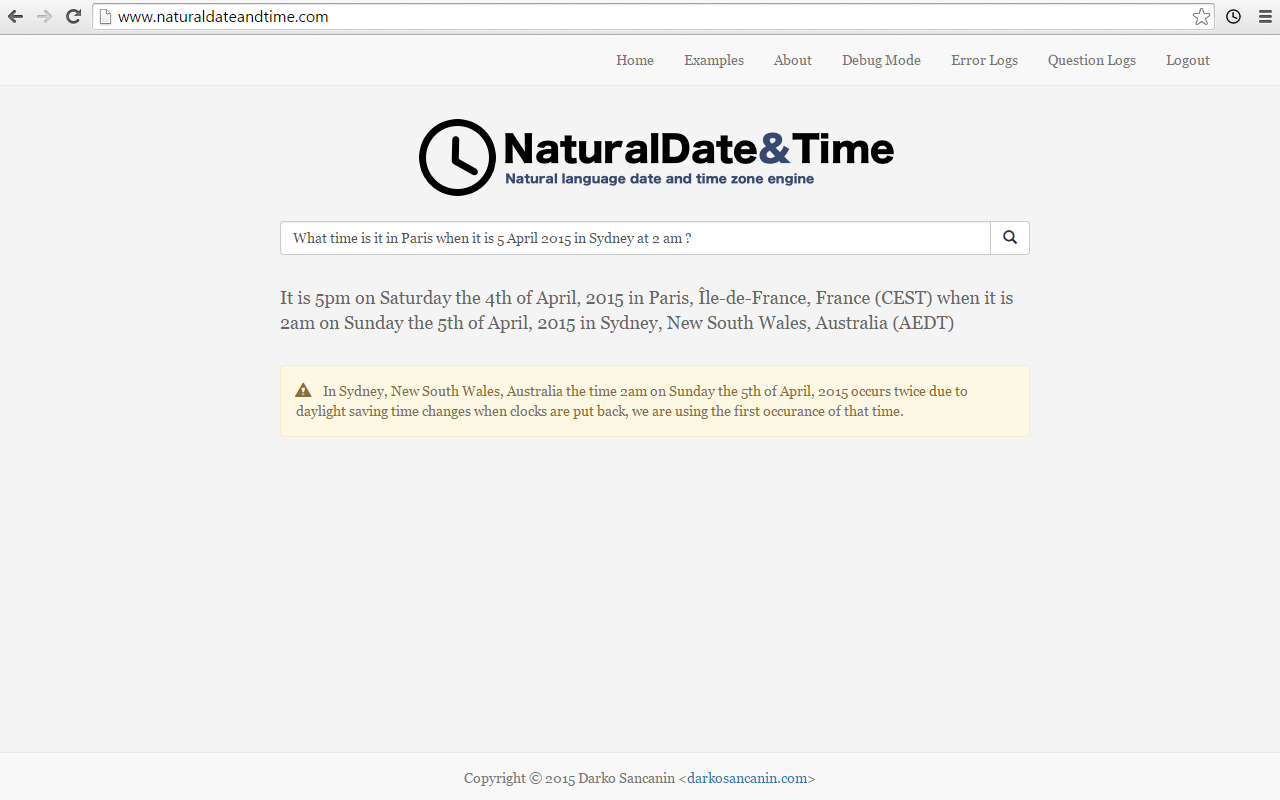 www.naturaldateandtime.com
Home Examples About Debug Mode Error Logs Question Logs Logout
NaturalDate&Time
Natural language date and time zone engine
What time is it in Paris when it is 5 April 2015 in Sydney at 2 am ?
It is 5pm on Saturday the 4th of April, 2015 in Paris, Île-de-France, France (CEST) when it is
2am on Sunday the 5th of April, 2015 in Sydney, New South Wales, Australia (AEDT)
In Sydney, New South Wales, Australia the time 2am on Sunday the 5th of April, 2015 occurs twice due to
daylight saving time changes when clocks are put back, we are using the first occurance of that time.
Copyright © 2015 Darko Sancanin <darkosancanin.com>